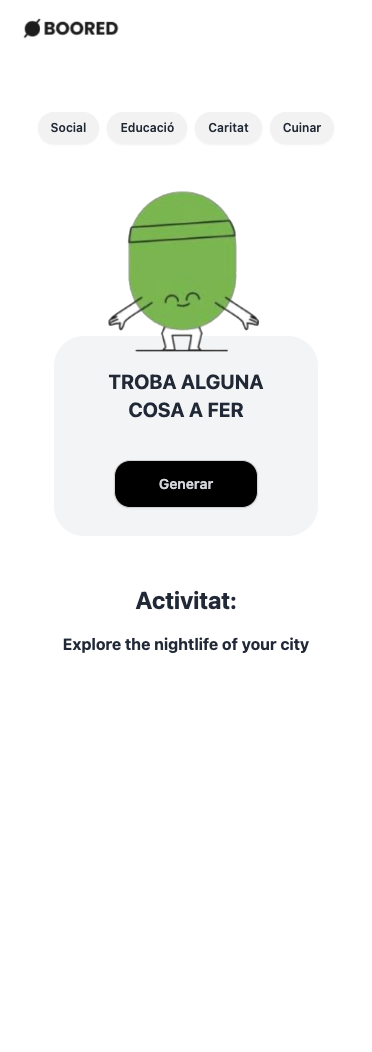 BOORED
Social Educació Caritat Cuinar
TROBA ALGUNA
COSA A FER
Generar
Activitat:
Explore the nightlife of your city